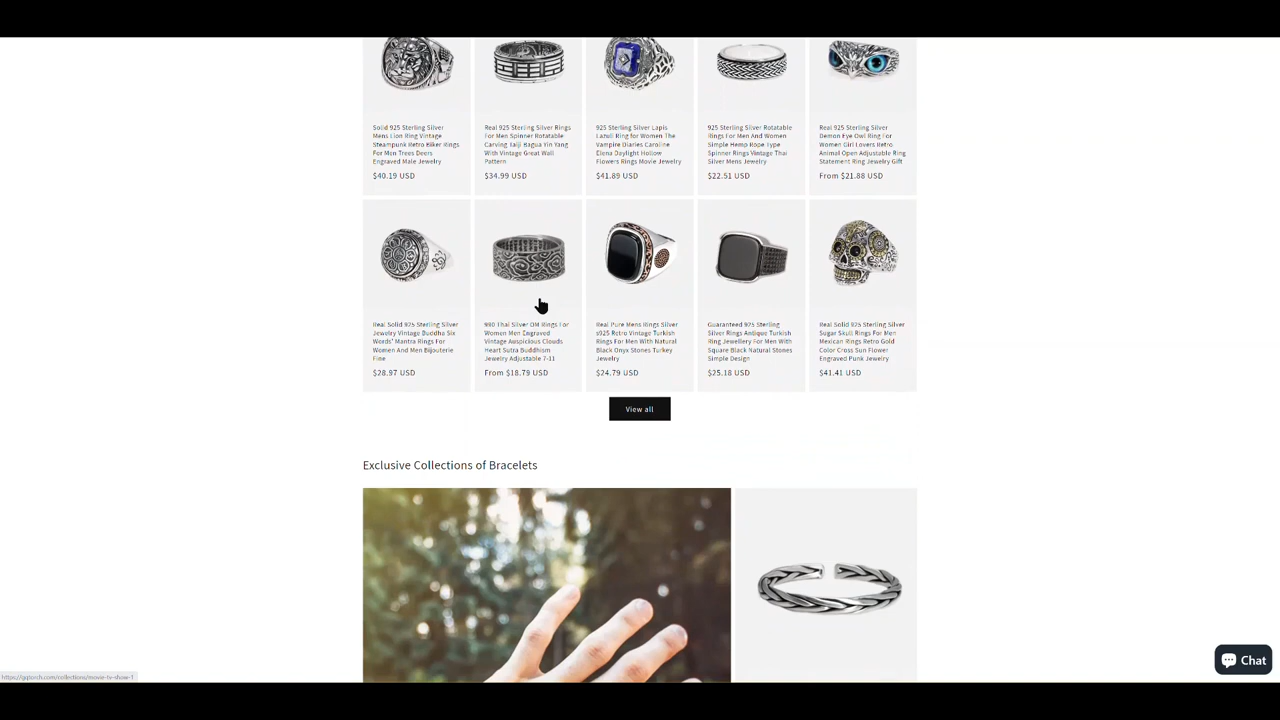 Solid 925 Sterling Silver
Mens Lion Ring Vintage
Steampunk Retro Biker Rings
For Men Trees Deers
Engraved Male Jewelry
$40.19 USD
Real 925 Sterling Silver Rings
For Men Spinner Rotatable
Carving Taiji Bagua Yin Yang
With Vintage Great Wall
Pattern
$34.99 USD
925 Sterling Silver Lapis
Lazuli Ring for Women The
Vampire Diaries Caroline
Elena Daylight Hollow
Flowers Rings Movie Jewelry
$41.89 USD
925 Sterling Silver Rotatable
Rings For Men And Women
Simple Hemp Rope Type
Spinner Rings Vintage Thai
Silver Mens Jewelry
$22.51 USD
Real 925 Sterling Silver
Demon Eye Owl Ring For
Women Girl Lovers Retro
Animal Open Adjustable Ring
Statement Ring Jewelry Gift
From $21.88 USD
Real Solid 925 Sterling Silver
Jewelry Vintage Buddha Six
Words' Mantra Rings For
Women And Men Bijouterie
Fine
$28.97 USD
990 Thai Silver OM Rings For
Women Men Engraved
Vintage Auspicious Clouds
Heart Sutra Buddhism
Jewelry Adjustable 7-11
From $18.79 USD
Real Pure Mens Rings Silver
s925 Retro Vintage Turkish
Rings For Men With Natural
Black Onyx Stones Turkey
Jewelry
$24.79 USD
Guaranteed 925 Sterling
Silver Rings Antique Turkish
Ring Jewellery For Men With
Square Black Natural Stones
Simple Design
$25.18 USD
Real Solid 925 Sterling Silver
Sugar Skull Rings For Men
Mexican Rings Retro Gold
Color Cross Sun Flower
Engraved Punk Jewelry
$41.41 USD
View all
Exclusive Collections of Bracelets
Chat
https://gqtorch.com/collections/movie-tv-show-1